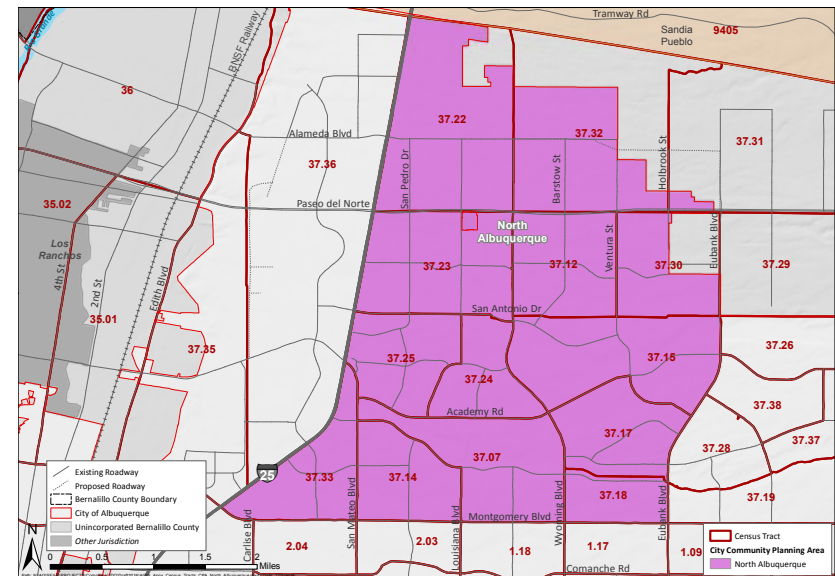 Tramway Rd
Sandia
Pueblo
9405
Rio Grande
BNSF Railway
36
37.22
37.32
37.31
Alameda Blvd
37.36
San Pedro Dr
Barstow St
Holbrook St
35.02
Paseo del Norte
Los
Ranchos
North
Albuquerque
4th St
2nd St
Edith Blvd
37.23
37.12
Ventura St
37.30
Eubank Blvd
37.29
35.01
San Antonio Dr
37.35
37.25
37.24
37.15
37.26
Academy Rd
37.38
37.17
37.28
37.37
37.07
25
37.33
37.14
37.18
37.19
Carlisle Blvd
San Mateo Blvd
Louisiana Blvd
Montgomery Blvd
Wyoming Blvd
Eubank Blvd
2.04
2.03
1.18
1.17
1.09
Comanche Rd
Existing Roadway
Proposed Roadway
Bernalillo County Boundary
City of Albuquerque
Unincorporated Bernalillo County
Other Jurisdiction
N
0 0.5 1 1.5 2
Miles
Census Tract
City Community Planning Area
North Albuquerque